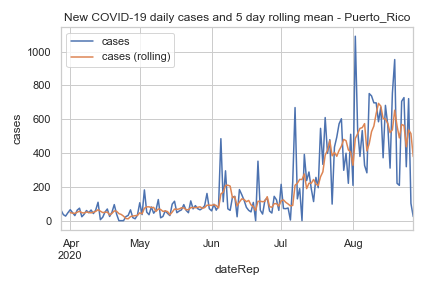 New COVID-19 daily cases and 5 day rolling mean - Puerto_Rico
cases
cases (rolling)
1000
800
600
400
200
0
cases
Apr
2020
May
Jun
Jul
Aug
dateRep